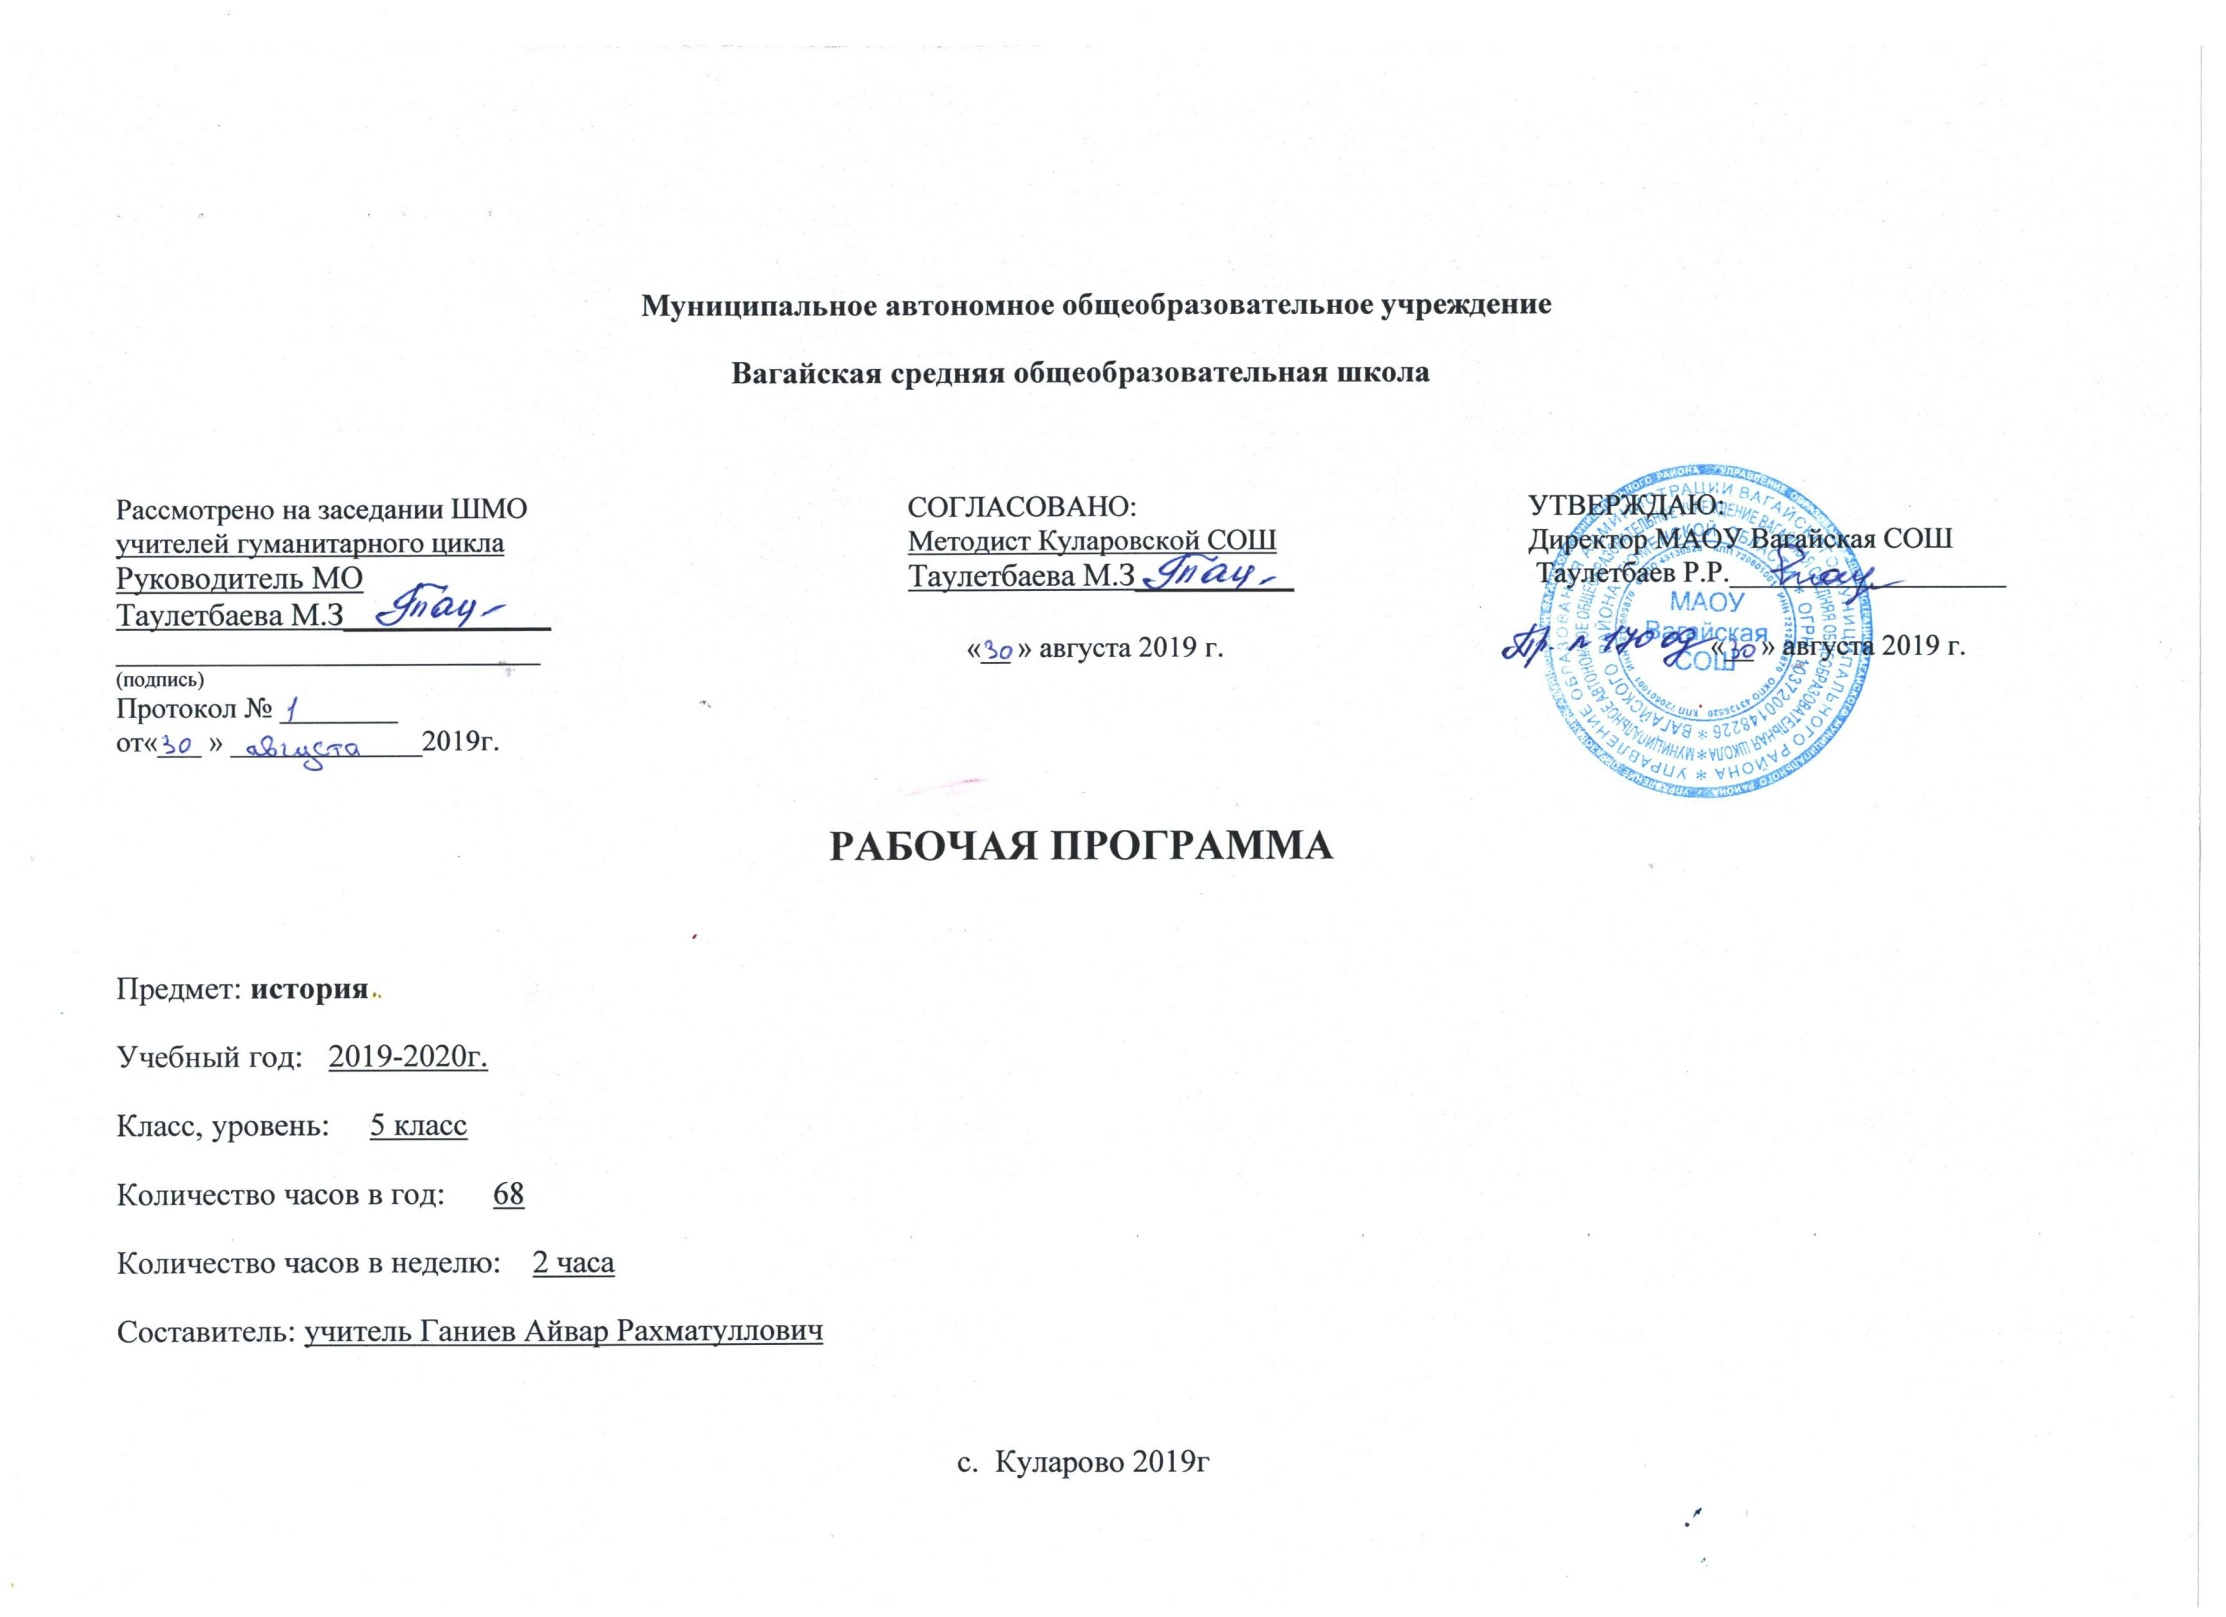 Муниципальное автономное общеобразовательное учреждение
Вагайская средняя общеобразовательная школа
Рассмотрено на заседании ШМО
учителей гуманитарного цикла
Руководитель МО
Таулетбаева М.З
(подпись)
Протокол № 1
от«30 » августа 2019г.
СОГЛАСОВАНО:
Методист Куларовской СОШ
Таулетбаева М.З
«30 » августа 2019 г.
УТВЕРЖДАЮ:
Директор МАОУ Вагайская СОШ
Таулетбаев Р.Р.
Пр. n 170 од «30 » августа 2019 г.
МАОУ
Вагайская
СОШ
РАБОЧАЯ ПРОГРАММА
Предмет: история
Учебный год: 2019-2020г.
Класс, уровень: 5 класс
Количество часов в год: 68
Количество часов в неделю: 2 часа
Составитель: учитель Ганиев Айвар Рахматуллович
с. Куларово 2019г